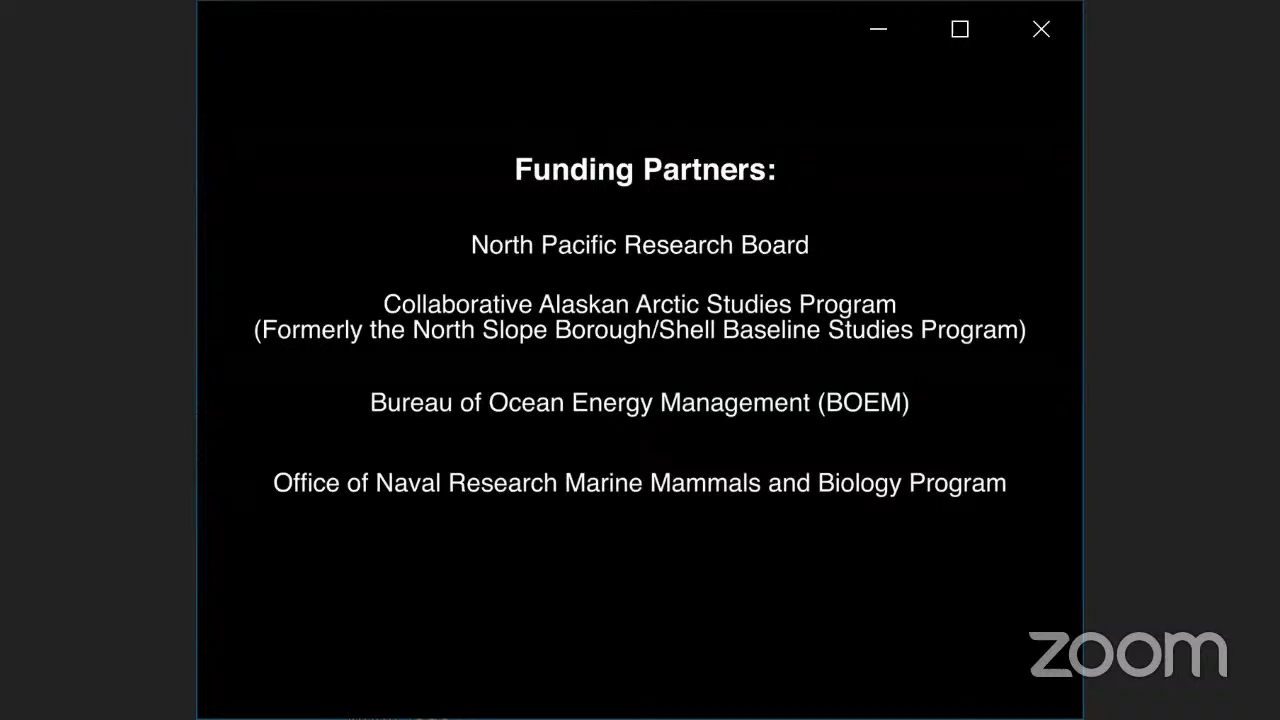 Funding Partners:
North Pacific Research Board
Collaborative Alaskan Arctic Studies Program
(Formerly the North Slope Borough/Shell Baseline Studies Program)
Bureau of Ocean Energy Management (BOEM)
Office of Naval Research Marine Mammals and Biology Program
zoom